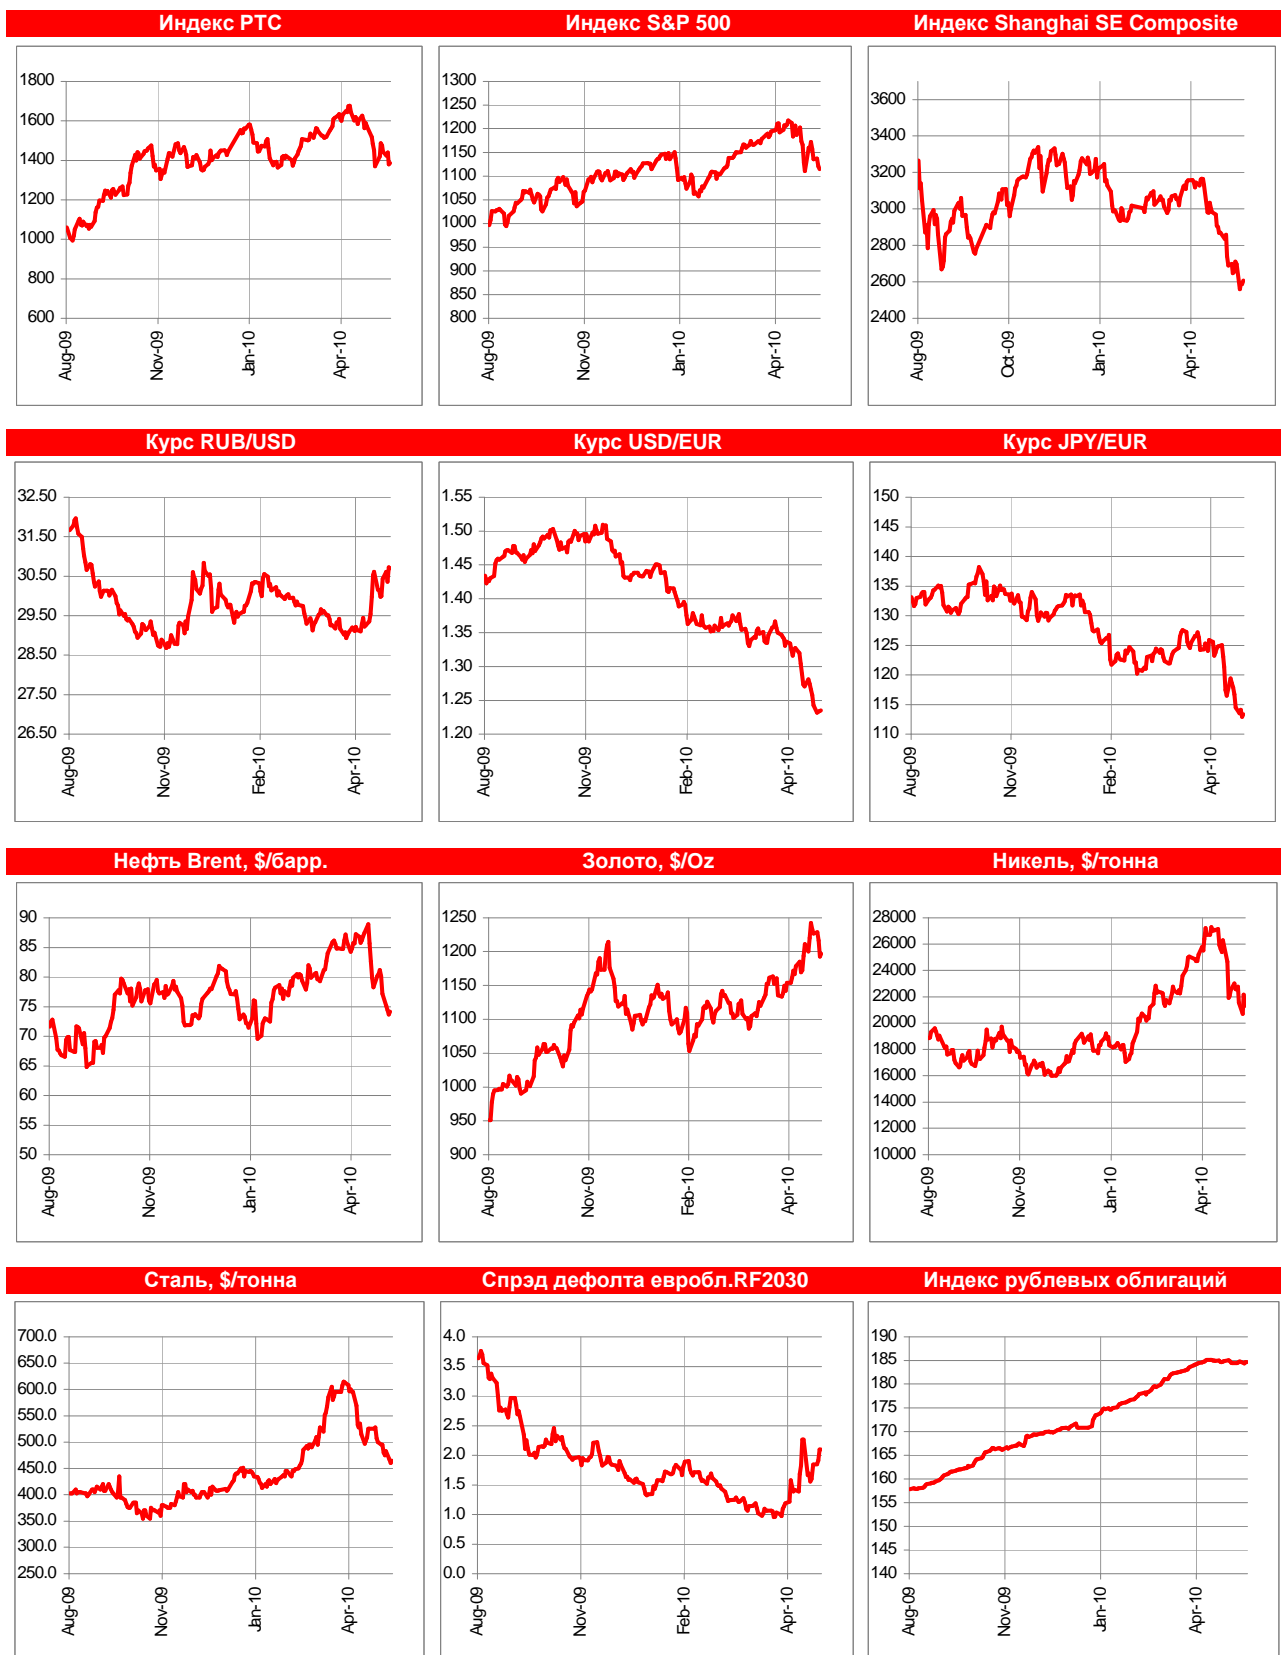 Индекс РТС
1800
1600
1400
1200
1000
800
600
Aug-09
Nov-09
Jan-10
Apr-10
Индекс S&P 500
1300
1250
1200
1150
1100
1050
1000
950
900
850
800
Aug-09
Nov-09
Jan-10
Apr-10
Индекс Shanghai SE Composite
3600
3400
3200
3000
2800
2600
2400
Aug-09
Oct-09
Jan-10
Apr-10
Курс RUB/USD
32.50
31.50
30.50
29.50
28.50
27.50
26.50
Aug-09
Nov-09
Feb-10
Apr-10
Курс USD/EUR
1.55
1.50
1.45
1.40
1.35
1.30
1.25
1.20
Aug-09
Nov-09
Feb-10
Apr-10
Курс JPY/EUR
150
145
140
135
130
125
120
115
110
Aug-09
Nov-09
Feb-10
Apr-10
Нефть Brent, $/барр.
90
85
80
75
70
65
60
55
50
Aug-09
Nov-09
Jan-10
Apr-10
Золото, $/Oz
1250
1200
1150
1100
1050
1000
950
900
Aug-09
Nov-09
Feb-10
Apr-10
Никель, $/тонна
28000
26000
24000
22000
20000
18000
16000
14000
12000
10000
Aug-09
Nov-09
Jan-10
Apr-10
Сталь, $/тонна
700.0
650.0
600.0
550.0
500.0
450.0
400.0
350.0
300.0
250.0
Aug-09
Nov-09
Jan-10
Apr-10
Спрэд дефолта евробл.RF2030
4.0
3.5
3.0
2.5
2.0
1.5
1.0
0.5
0.0
Aug-09
Nov-09
Feb-10
Apr-10
Индекс рублевых облигаций
190
185
180
175
170
165
160
155
150
145
140
Aug-09
Nov-09
Jan-10
Apr-10